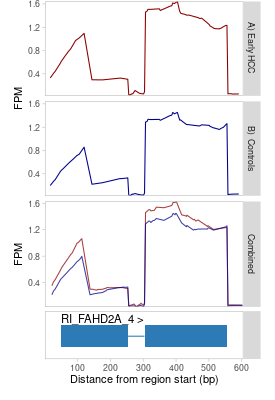 1.6
1.2
0.8
0.4
FPM
A) Early HCC
1.6
1.2
0.8
0.4
B) Controls
1.6
1.2
0.8
0.4
FPM
Combined
RI_FAHD2A_4 >
100 200 300 400 500 600
Distance from region start (bp)